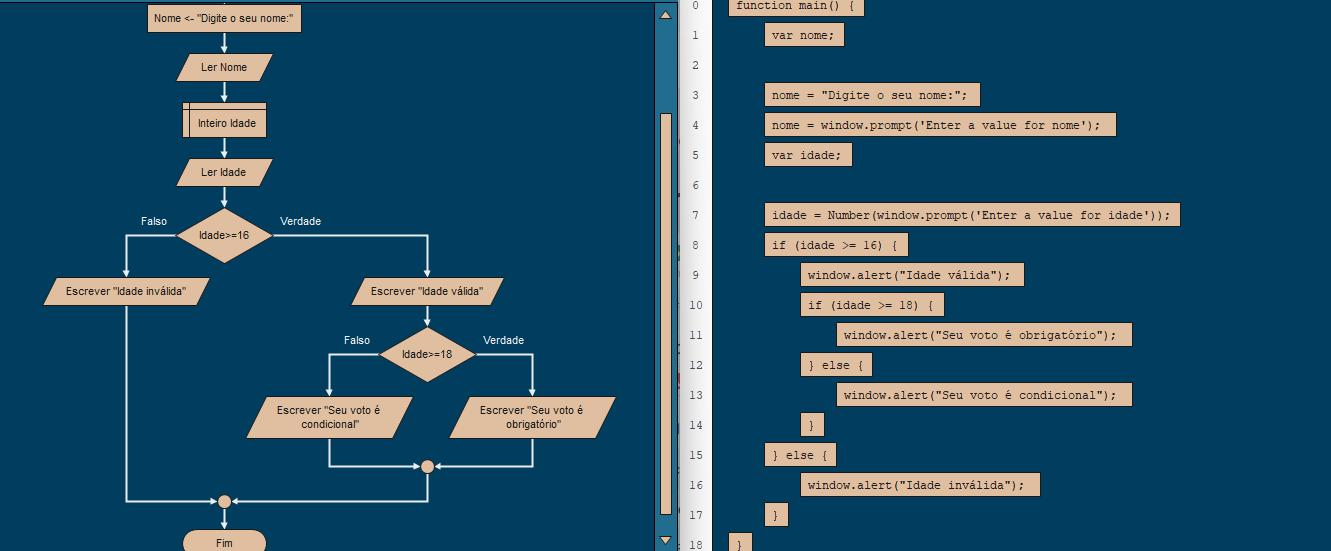 Nome <- "Digite o seu nome:"
Ler Nome
Inteiro Idade
Ler Idade
Falso
Verdade
Idade>=16
Escrever "Idade inválida"
Escrever "Idade válida"
Falso
Verdade
Idade>=18
Escrever "Seu voto é
condicional"
Escrever "Seu voto é
obrigatório"
Fim
0 function main() {
1 var nome;
2
3 nome = "Digite o seu nome:";
4 nome = window.prompt('Enter a value for nome');
5 var idade;
6
7 idade = Number(window.prompt('Enter a value for idade'));
8 if (idade >= 16) {
9 window.alert("Idade válida");
10 if (idade >= 18) {
11 window.alert("Seu voto é obrigatório");
12 } else {
13 window.alert("Seu voto é condicional");
14 }
15 } else {
16 window.alert("Idade inválida");
17 }
18 }